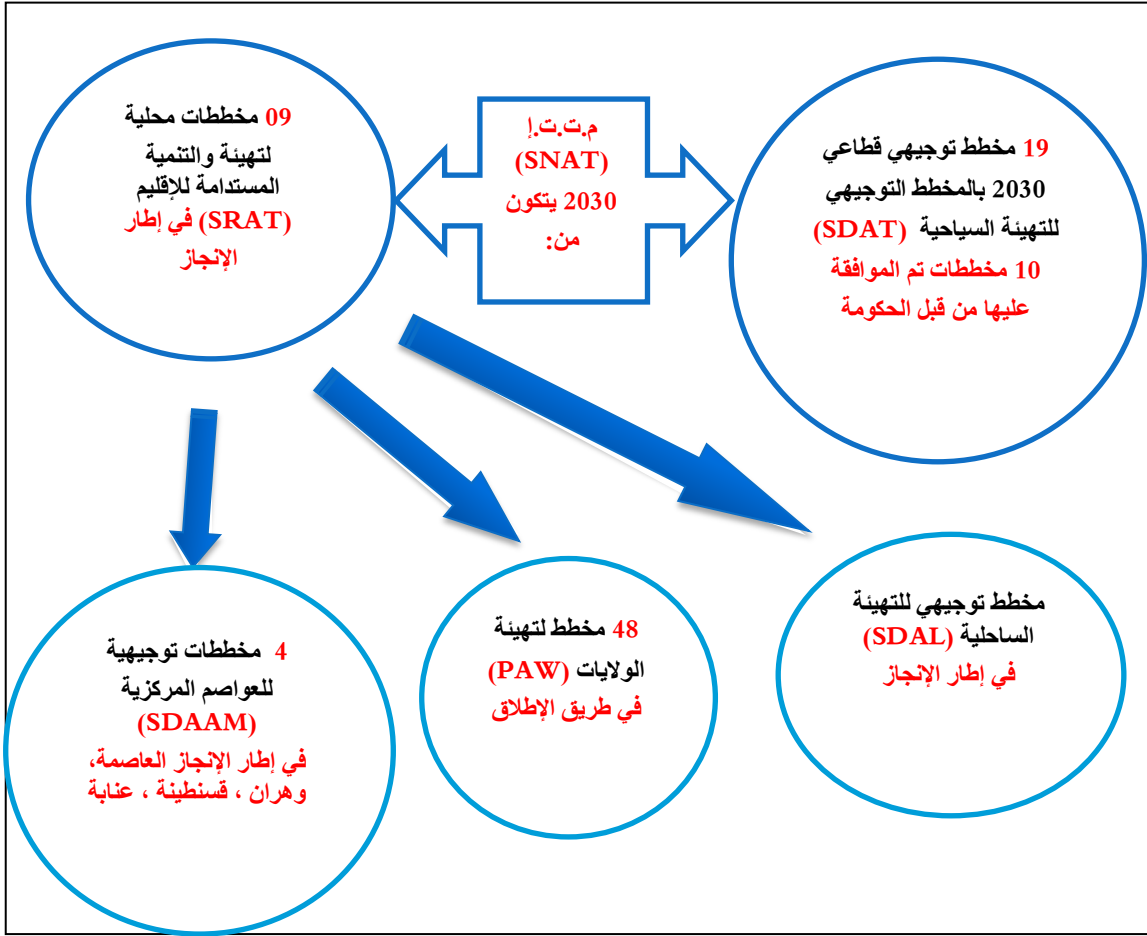 م.ت.ت.إ
(SNAT)
2030 يتكون
من:
19 مخطط توجيهي قطاعي
2030 بالمخطط التوجيهي
للتهيئة السياحية (SDAT)
10 مخططات تم الموافقة
عليها من قبل الحكومة
09 مخططات محلية
لتهيئة والتنمية
المستدامة للإقليم
(SRAT) في إطار
الإنجاز
مخطط توجيهي للتهيئة
الساحلية (SDAL)
في إطار الإنجاز
48 مخطط لتهيئة
الولايات (PAW)
في طريق الإطلاق
4 مخططات توجيهية
للعواصم المركزية
(SDAAM)
في إطار الإنجاز العاصمة،
وهران ، قسنطينة ، عنابة